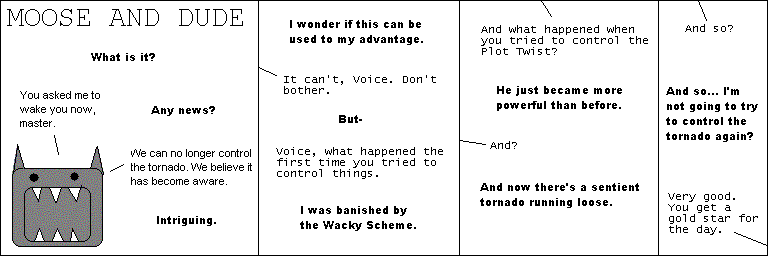 MOOSE AND DUDE
What is it?
You asked me to
wake you now,
master.
Any news?
We can no longer control
the tornado. We believe it
has become aware.
Intriguing.
I wonder if this can be
used to my advantage.
It can't, Voice. Don't
bother.
But-
Voice, what happened the
first time you tried to
control things.
I was banished by
the Wacky Scheme.
And what happened when
you tried to control the
Plot Twist?
He just became more
powerful than before.
And?
And now there's a sentient
tornado running loose.
And so?
And so... I'm
not going to try
to control the
tornado again?
Very good.
You get a
gold star for
the day.